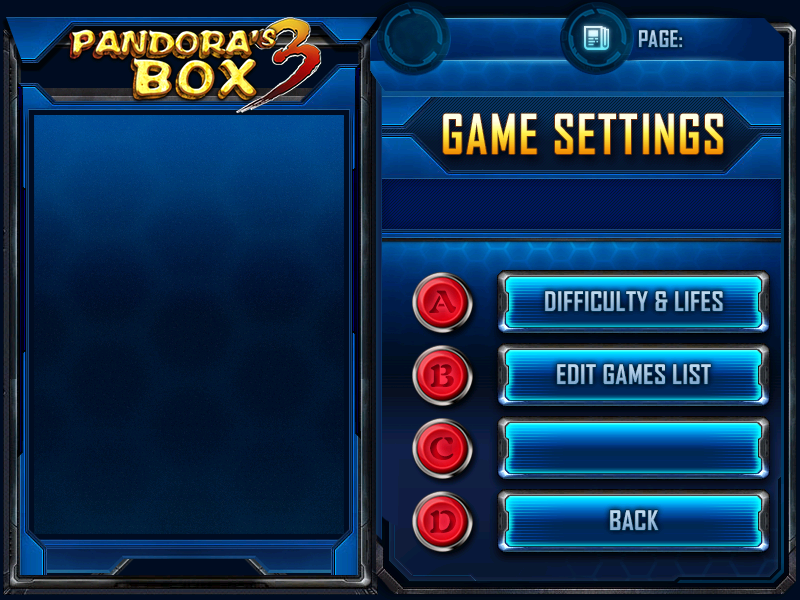 PANDORA'S
BOX 3
PAGE:
GAME SETTINGS
A
DIFFICULTY & LIFES
B
EDIT GAMES LIST
C
D
BACK